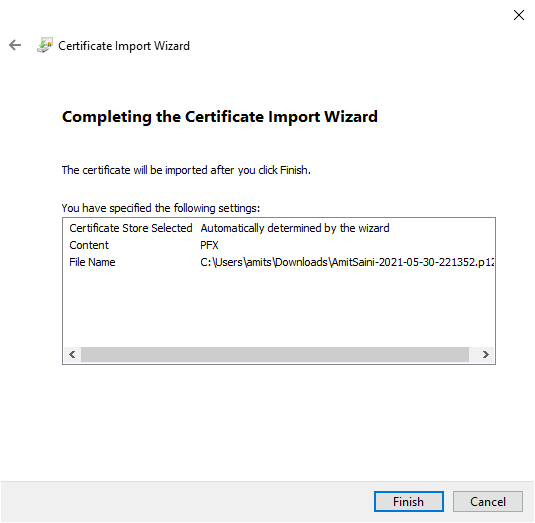 Certificate Import Wizard
Completing the Certificate Import Wizard
The certificate will be imported after you click Finish.
You have specified the following settings:
Certificate Store Selected Automatically determined by the wizard
Content PFX
File Name C:\Users\amits\Downloads\AmitSaini-2021-05-30-221352.p12
Finish Cancel